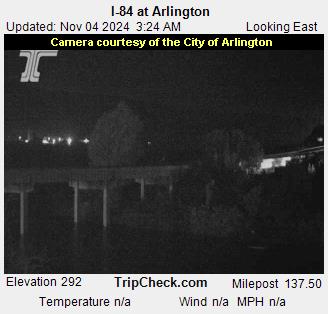 I-84 at Arlington
Updated: Nov 04 2024 3:24 AM Looking East
Camera courtesy of the City of Arlington
Elevation 292 TripCheck.com Milepost 137.50
Temperature n/a Wind n/a MPH n/a